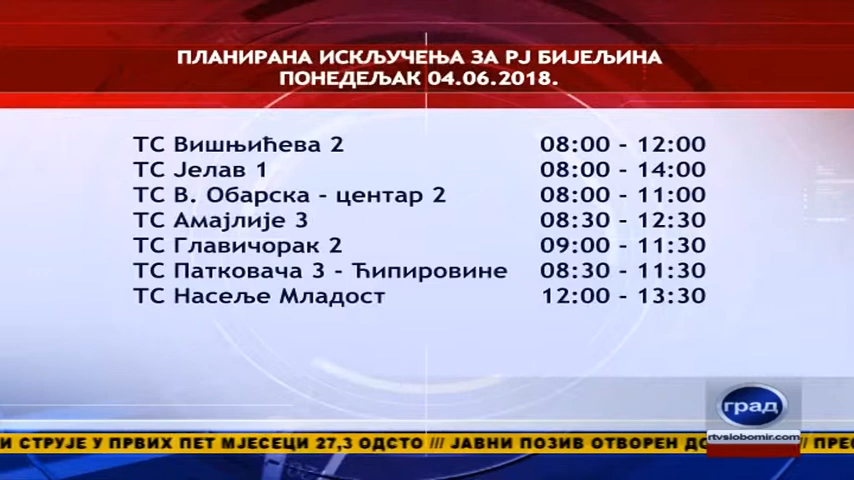 ПЛАНИРАНА ИСКЉУЧЕЊА ЗА РЈ БИЈЕЉИНА
ПОНЕДЕЉАК 04.06.2018.
ТС Вишњићева 2 08:00 - 12:00
ТС Јелав 1 08:00 - 14:00
ТС В. Обарска - центар 2 08:00 - 11:00
ТС Амајлије 3 08:30 - 12:30
ТС Главичорак 2 09:00 - 11:30
ТС Патковача 3 - Ћипировине 08:30 - 11:30
ТС Насеље Младост 12:00 - 13:30
град
И СТРУЈЕ У ПРВИХ ПЕТ МЈЕСЕЦИ 27,3 ОДСТО /// ЈАВНИ ПОЗИВ ОТВОРЕН ДО // ПРЕС
rtvslobomir.com